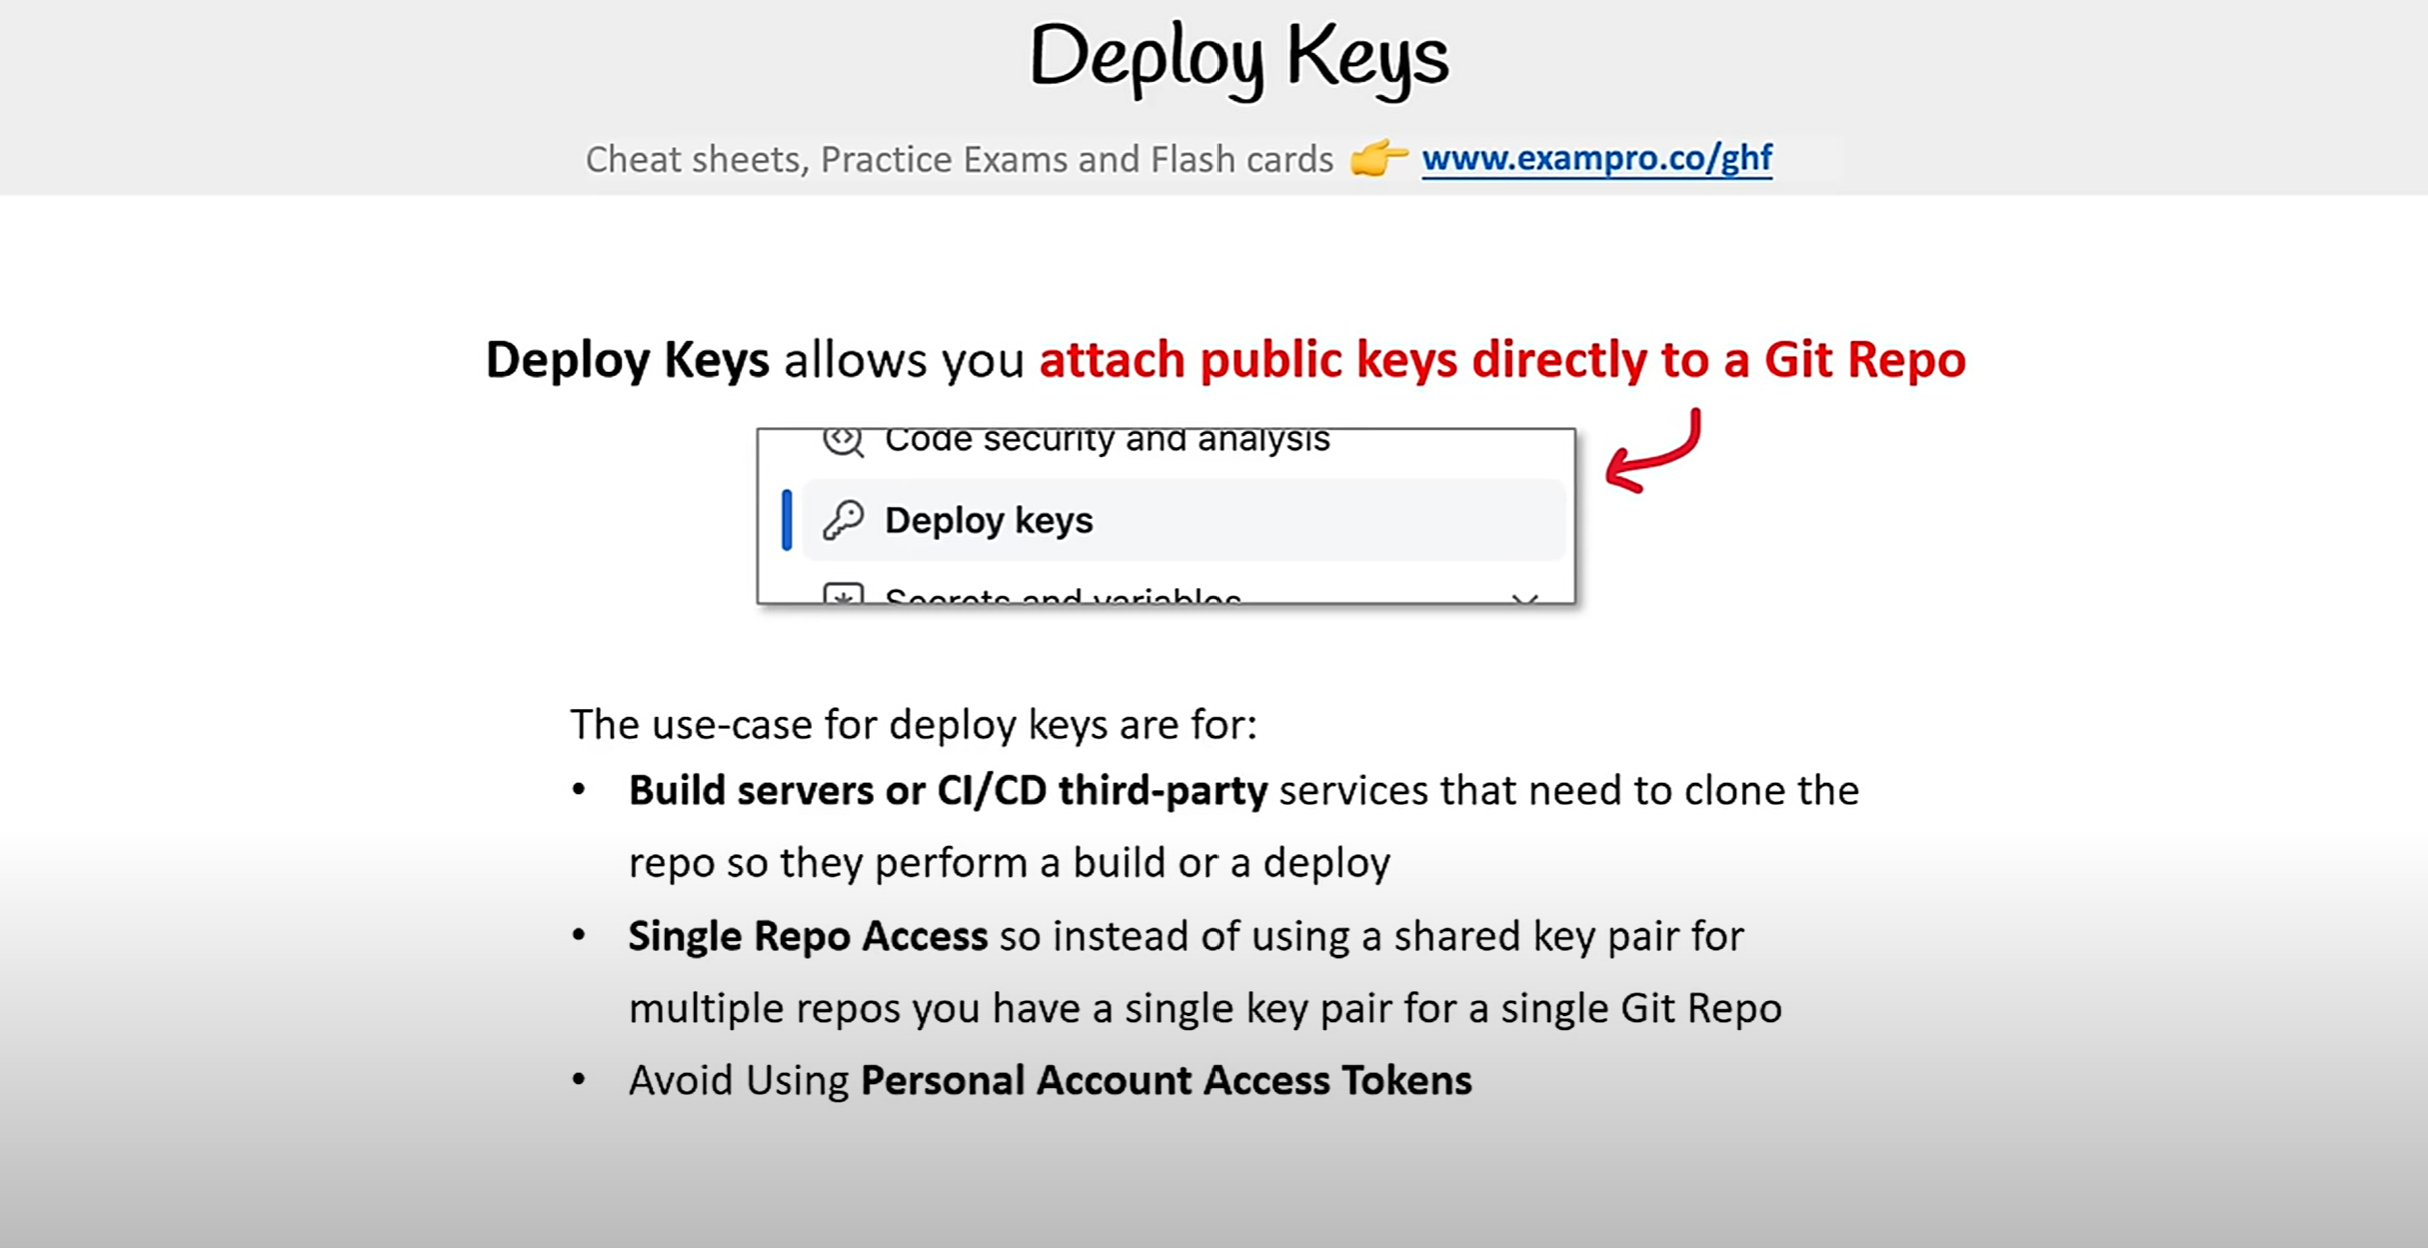 Deploy Keys
Cheat sheets, Practice Exams and Flash cards 👉 www.exampro.co/ghf
Deploy Keys allows you attach public keys directly to a Git Repo
Code security and analysis
Deploy keys
Secrets and variables
The use-case for deploy keys are for:
• Build servers or CI/CD third-party services that need to clone the
repo so they perform a build or a deploy
• Single Repo Access so instead of using a shared key pair for
multiple repos you have a single key pair for a single Git Repo
• Avoid Using Personal Account Access Tokens